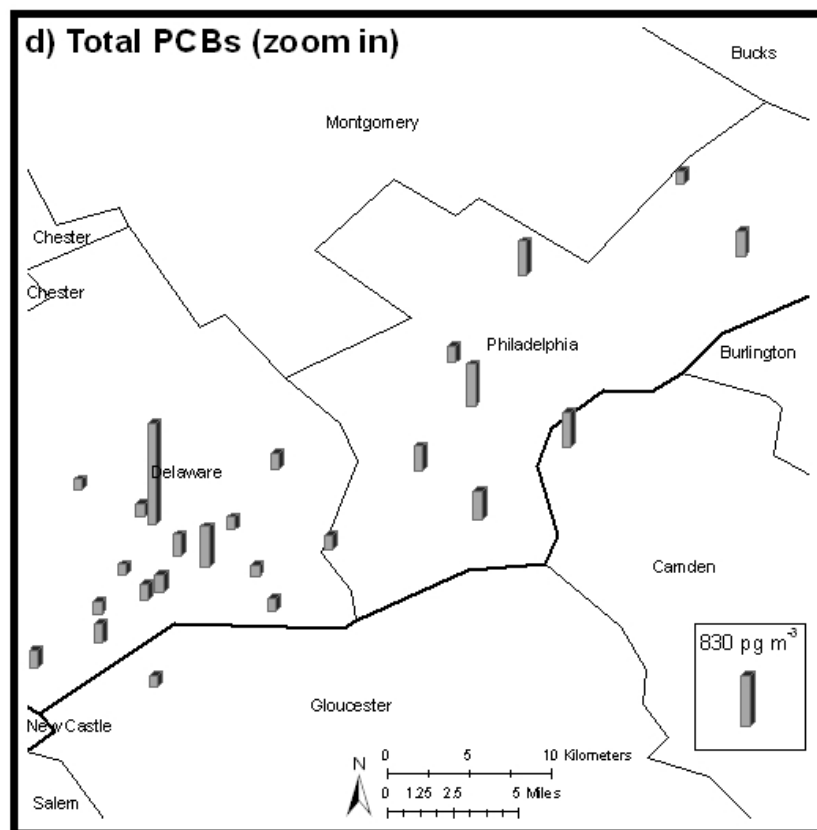 d) Total PCBs (zoom in)
Bucks
Montgomery
Chester
Chester
Philadelphia
Burlington
Delaware
Camden
830 pg m⁻³
Gloucester
New Castle
Salem
N
0 5 10 Kilometers
0 1.25 2.5 5 Miles